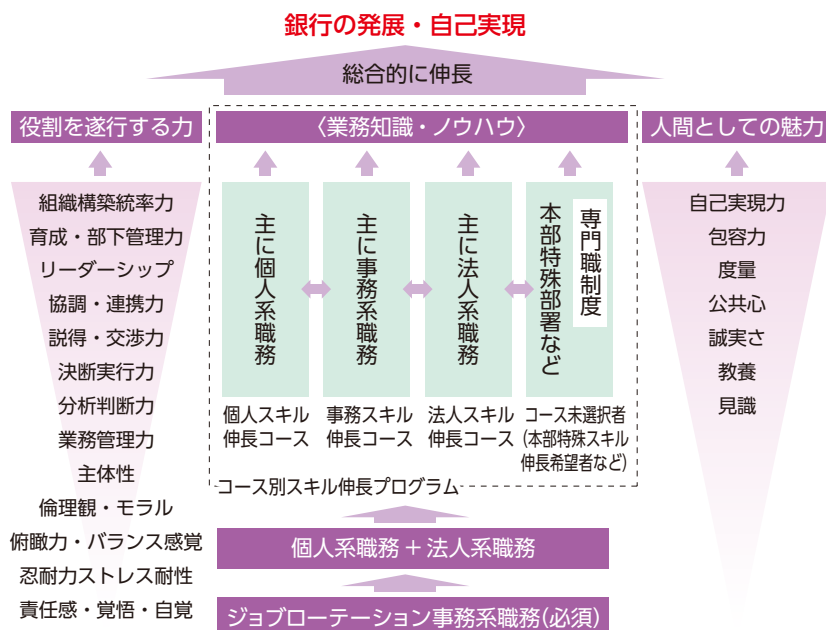 銀行の発展・自己実現
総合的に伸長
役割を遂行する力
組織構築統率力
育成・部下管理力
リーダーシップ
協調・連携力
説得・交渉力
決断実行力
分析判断力
業務管理力
主体性
倫理観・モラル
俯瞰力・バランス感覚
忍耐力ストレス耐性
責任感・覚悟・自覚
〈業務知識・ノウハウ〉
主に個人系職務
主に事務系職務
主に法人系職務
専門職制度
本部特殊部署など
個人スキル
伸長コース
事務スキル
伸長コース
法人スキル
伸長コース
コース未選択者
(本部特殊スキル
伸長希望者など)
コース別スキル伸長プログラム
個人系職務+法人系職務
ジョブローテーション事務系職務(必須)
人間としての魅力
自己実現力
包容力
度量
公共心
誠実さ
教養
見識